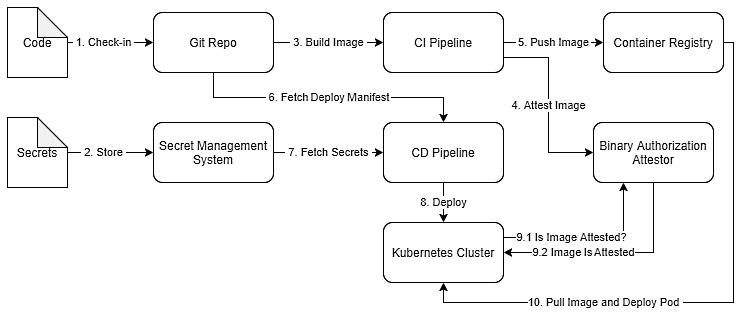 Code
1. Check-in
Git Repo
3. Build Image
CI Pipeline
5. Push Image
Container Registry
6. Fetch Deploy Manifest
4. Attest Image
Secrets
2. Store
Secret Management
System
7. Fetch Secrets
CD Pipeline
Binary Authorization
Attestor
8. Deploy
Kubernetes Cluster
9.1 Is Image Attested?
9.2 Image Is Attested
10. Pull Image and Deploy Pod